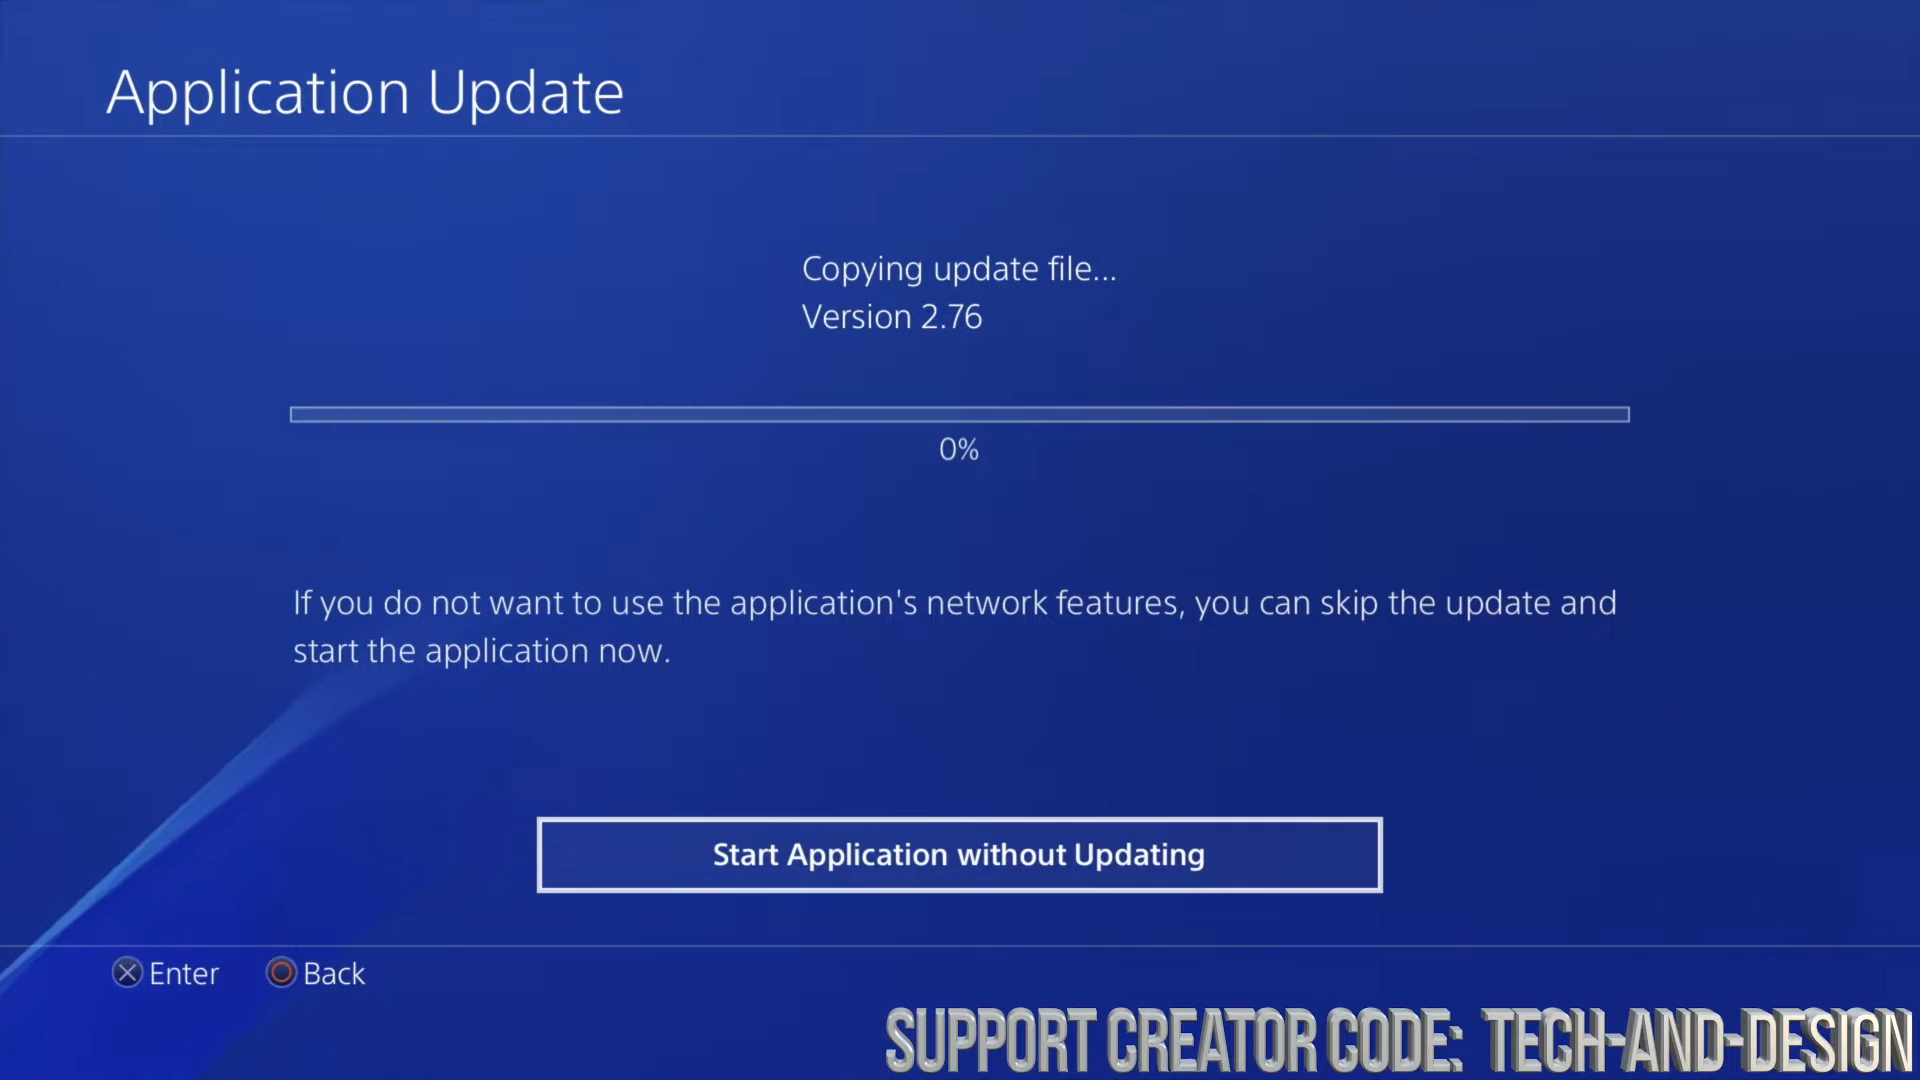 Application Update
Copying update file...
Version 2.76
0%
If you do not want to use the application's network features, you can skip the update and
start the application now.
Start Application without Updating
Enter Back
SUPPORT CREATOR CODE: TECH-AND-DESIGN